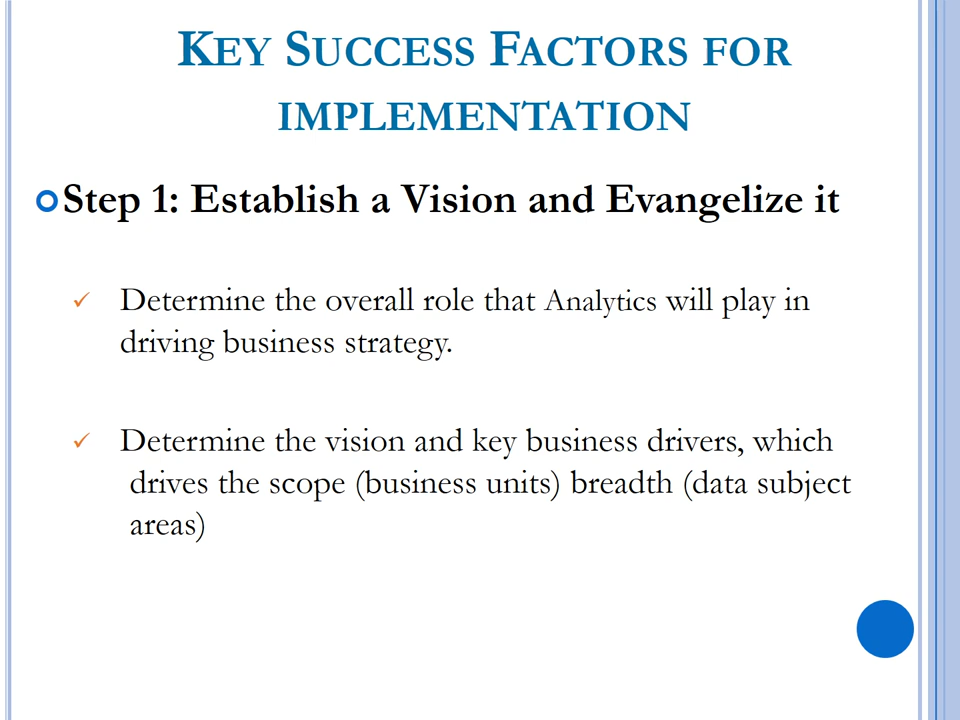 Key Success Factors for
implementation
Step 1: Establish a Vision and Evangelize it
✓ Determine the overall role that Analytics will play in
driving business strategy.
✓ Determine the vision and key business drivers, which
drives the scope (business units) breadth (data subject
areas)